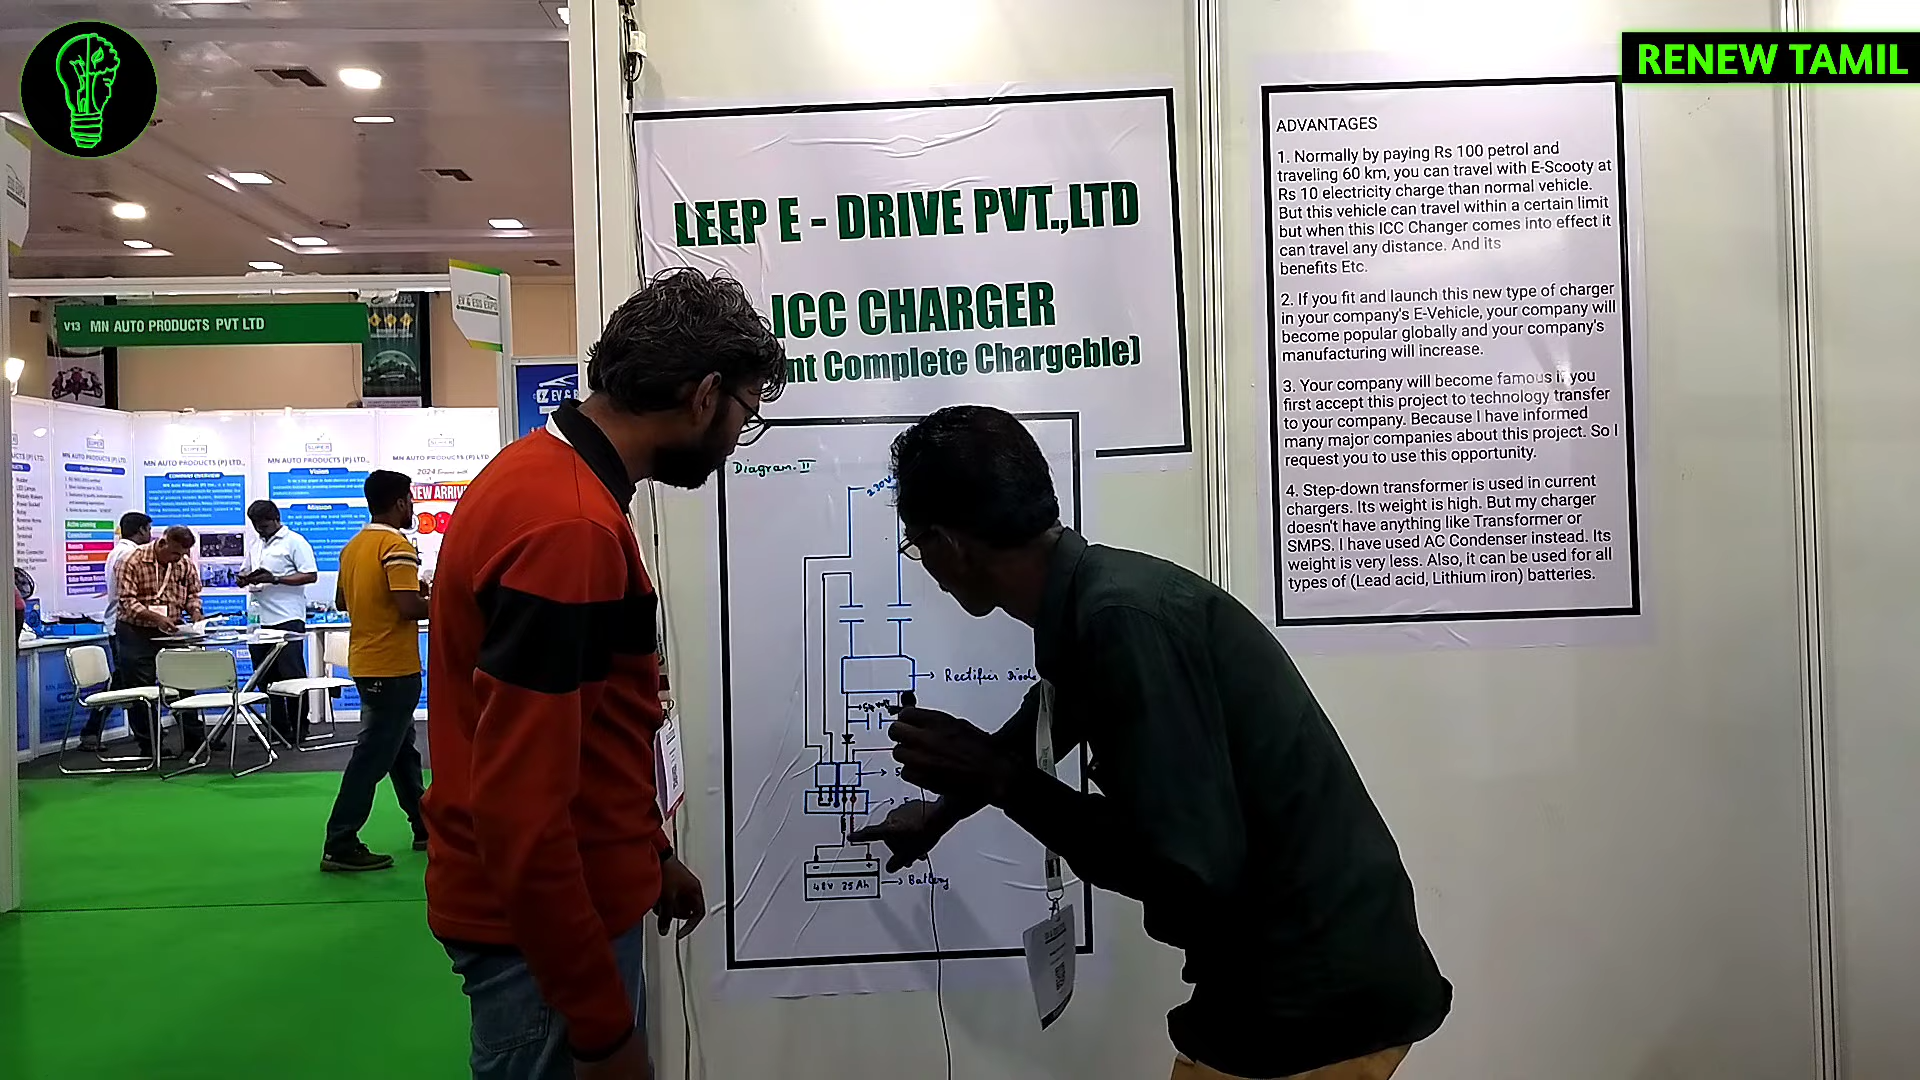 RENEW TAMIL
LEEP E - DRIVE PVT.,LTD
ICC CHARGER
nt Complete Chargeble)
Diagram. II
230V
Rectifier Diode
48V 25Ah
Battery
ADVANTAGES
1. Normally by paying Rs 100 petrol and
traveling 60 km, you can travel with E-Scooty at
Rs 10 electricity charge than normal vehicle.
But this vehicle can travel within a certain limit
but when this ICC Changer comes into effect it
can travel any distance. And its
benefits Etc.
2. If you fit and launch this new type of charger
in your company's E-Vehicle, your company will
become popular globally and your company's
manufacturing will increase.
3. Your company will become famous if you
first accept this project to technology transfer
to your company. Because I have informed
many major companies about this project. So I
request you to use this opportunity.
4. Step-down transformer is used in current
chargers. Its weight is high. But my charger
doesn't have anything like Transformer or
SMPS. I have used AC Condenser instead. Its
weight is very less. Also, it can be used for all
types of (Lead acid, Lithium iron) batteries.
V13 MN AUTO PRODUCTS PVT LTD
EV & ESS EXPO
MN AUTO PRODUCTS (P) LTD.,
Vision
Mission
2024
NEW ARRIV